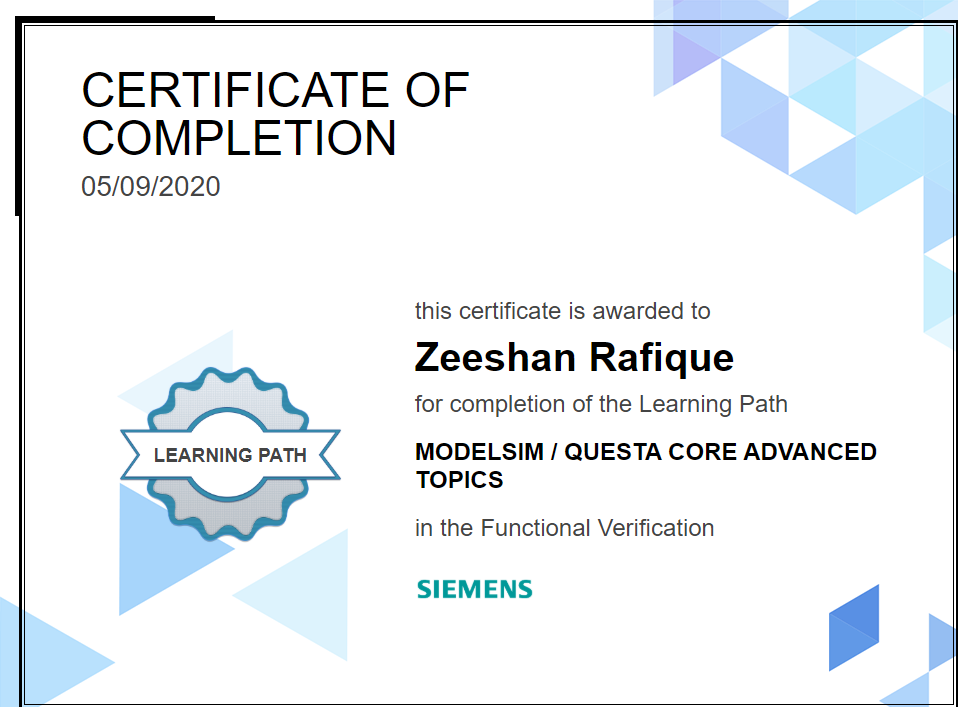 CERTIFICATE OF
COMPLETION
05/09/2020
this certificate is awarded to
Zeeshan Rafique
for completion of the Learning Path
LEARNING PATH
MODELSIM / QUESTA CORE ADVANCED
TOPICS
in the Functional Verification
SIEMENS